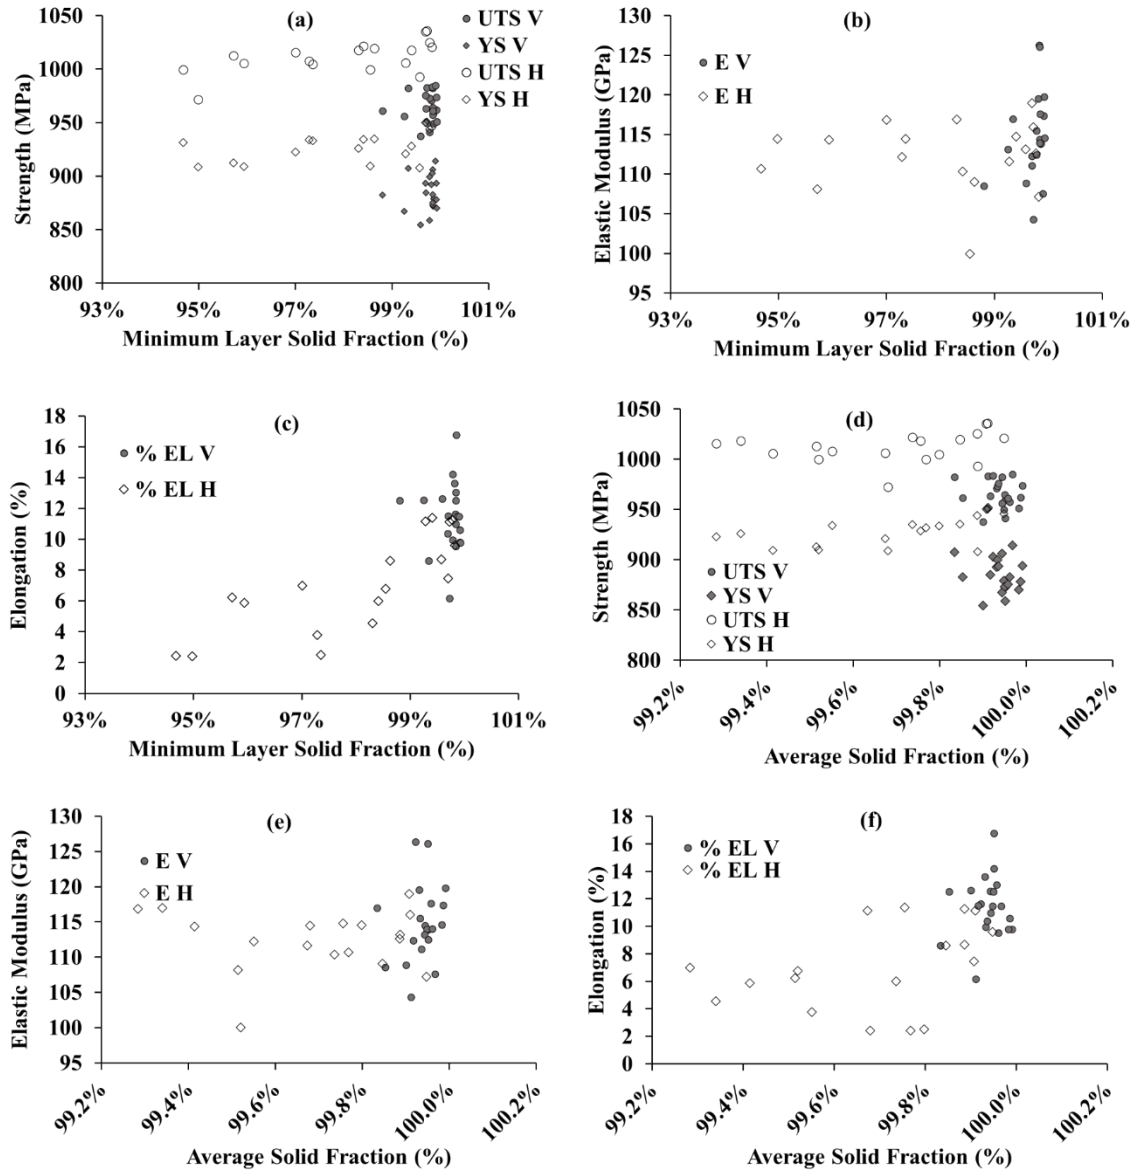 (a)
Strength (MPa)
1050
1000
950
900
850
800
UTS V
YS V
UTS H
YS H
93% 95% 97% 99% 101%
Minimum Layer Solid Fraction (%)
(b)
Elastic Modulus (GPa)
130
125
120
115
110
105
100
95
E V
E H
93% 95% 97% 99% 101%
Minimum Layer Solid Fraction (%)
(c)
Elongation (%)
18
16
14
12
10
8
6
4
2
0
% EL V
% EL H
93% 95% 97% 99% 101%
Minimum Layer Solid Fraction (%)
(d)
Strength (MPa)
1050
1000
950
900
850
800
UTS V
YS V
UTS H
YS H
99.2% 99.4% 99.6% 99.8% 100.0% 100.2%
Average Solid Fraction (%)
(e)
Elastic Modulus (GPa)
130
125
120
115
110
105
100
95
E V
E H
99.2% 99.4% 99.6% 99.8% 100.0% 100.2%
Average Solid Fraction (%)
(f)
Elongation (%)
18
16
14
12
10
8
6
4
2
0
% EL V
% EL H
99.2% 99.4% 99.6% 99.8% 100.0% 100.2%
Average Solid Fraction (%)